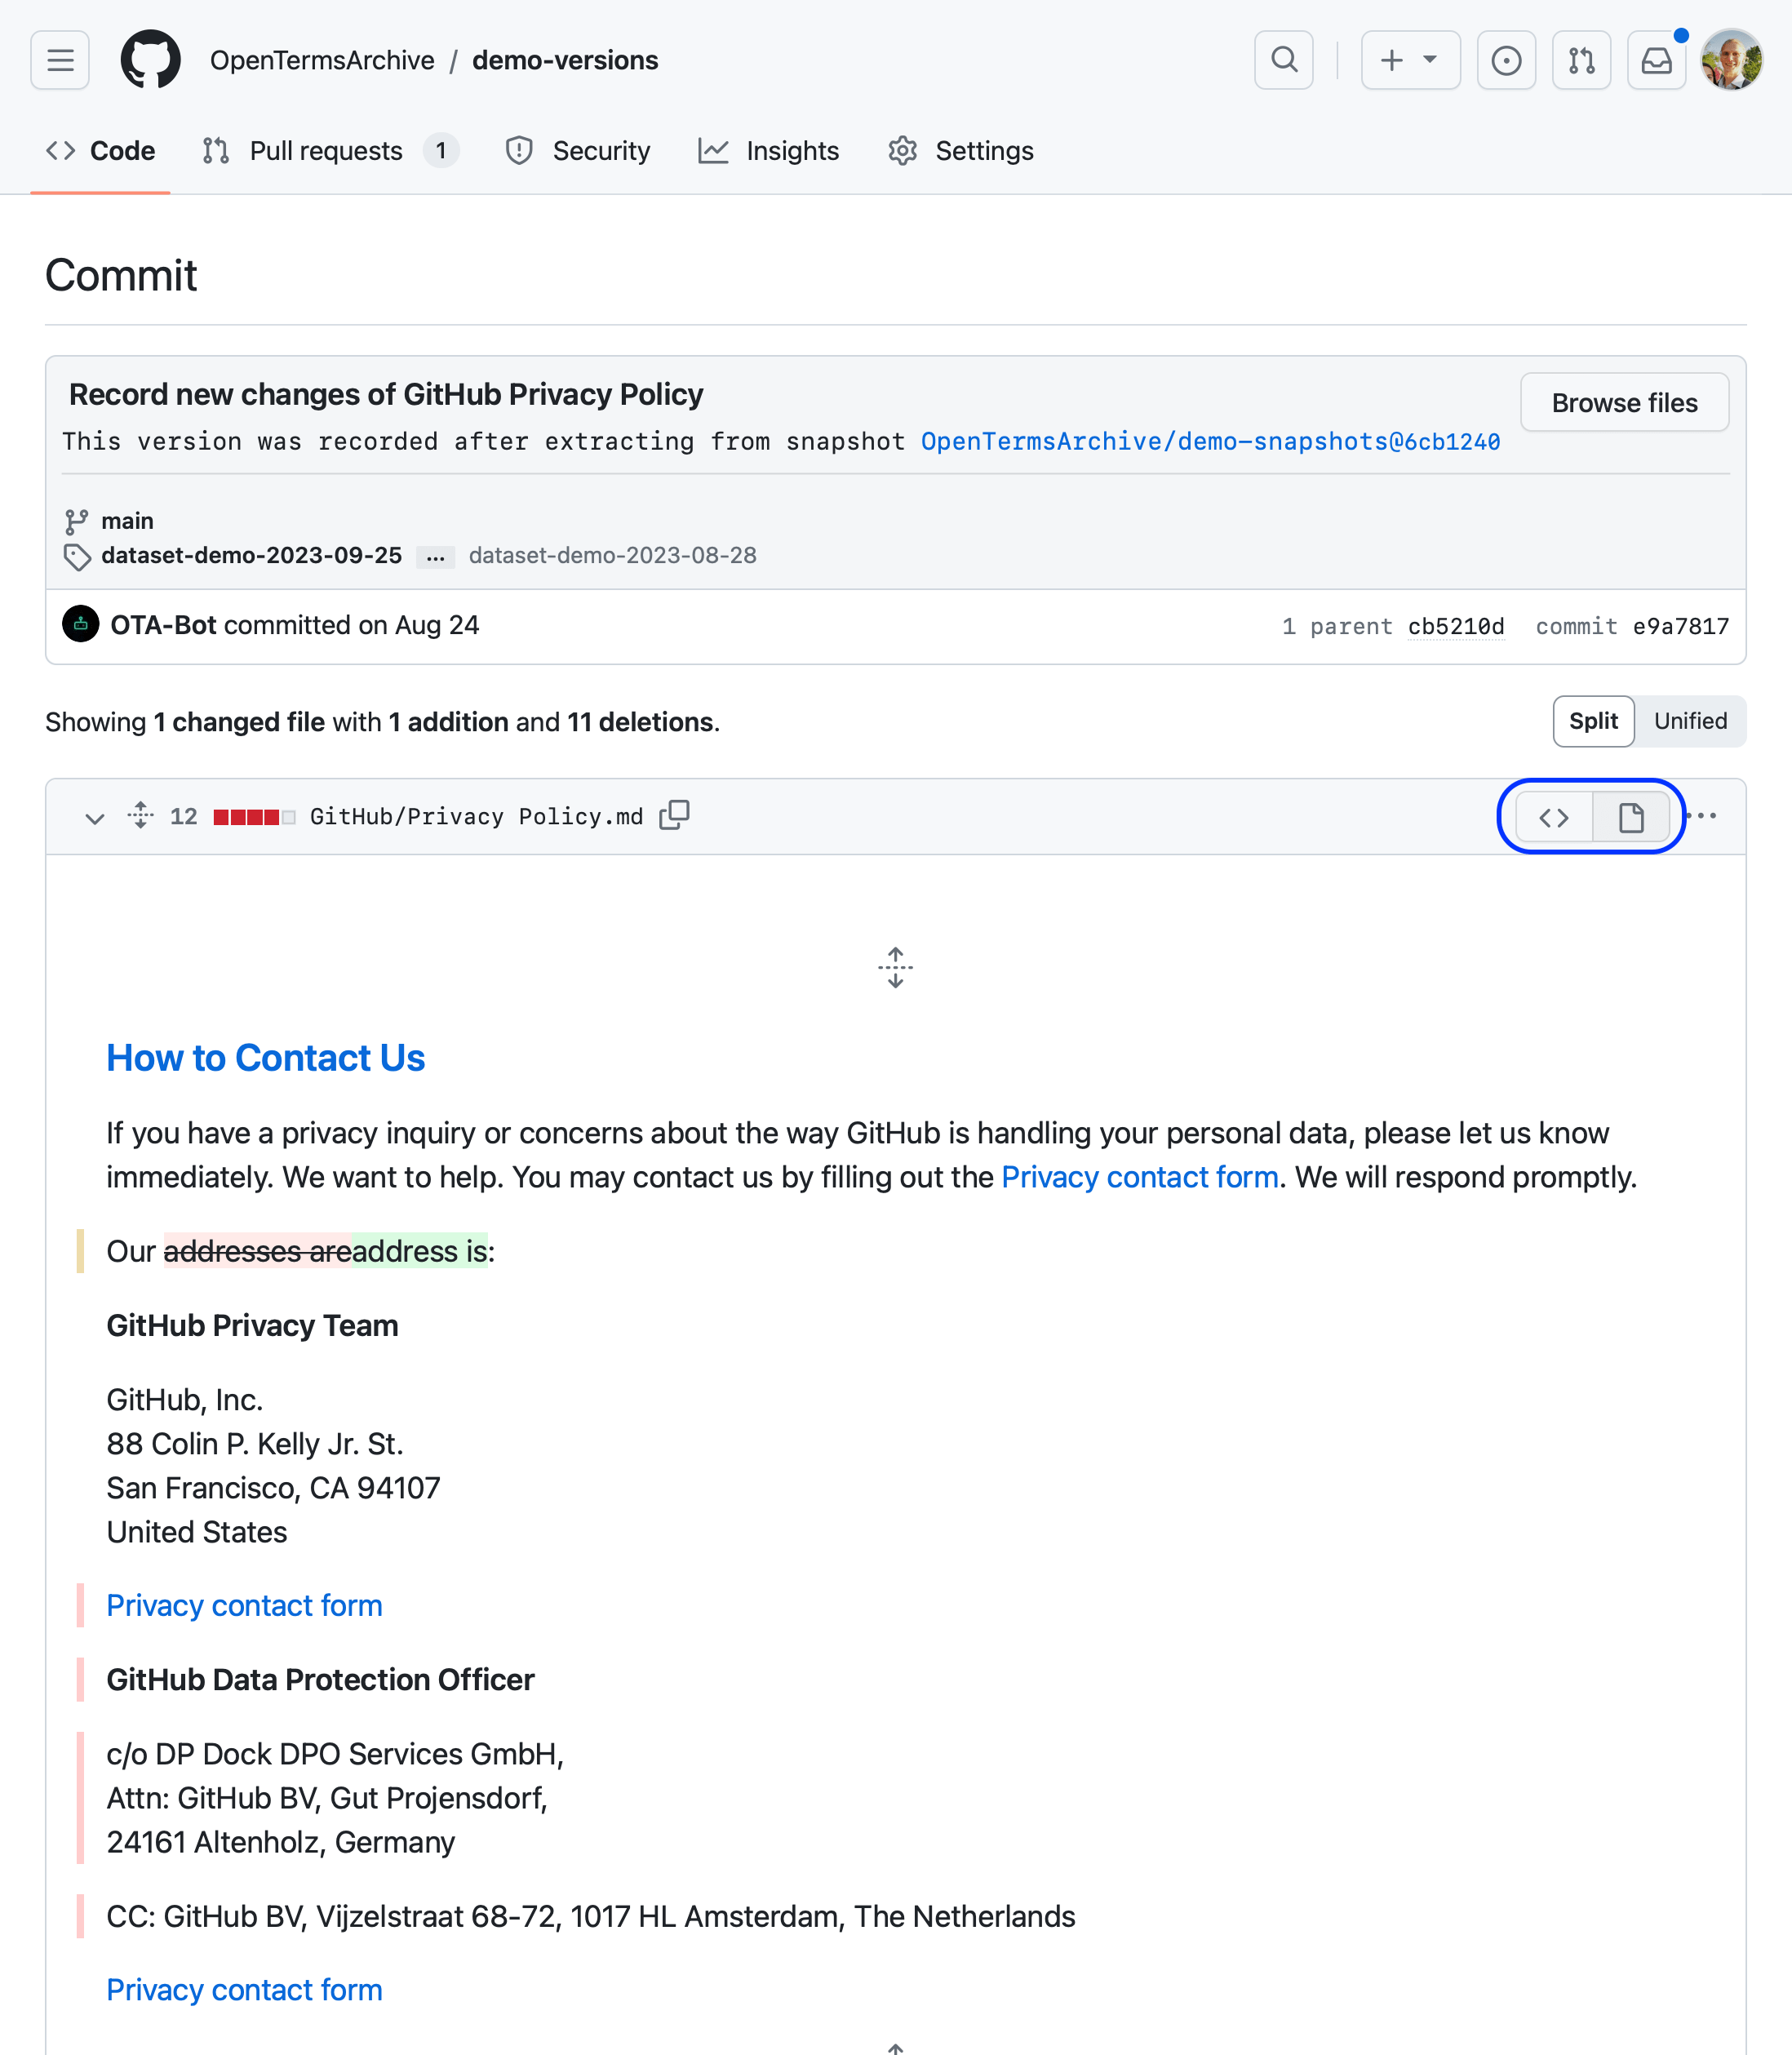 OpenTermsArchive / demo-versions
Code Pull requests 1 Security Insights Settings
Commit
Record new changes of GitHub Privacy Policy
Browse files
This version was recorded after extracting from snapshot OpenTermsArchive/demo-snapshots@6cb1240
main
dataset-demo-2023-09-25 … dataset-demo-2023-08-28
OTA-Bot committed on Aug 24 1 parent cb5210d commit e9a7817
Showing 1 changed file with 1 addition and 11 deletions. Split Unified
12 GitHub/Privacy Policy.md
How to Contact Us
If you have a privacy inquiry or concerns about the way GitHub is handling your personal data, please let us know
immediately. We want to help. You may contact us by filling out the Privacy contact form. We will respond promptly.
Our addresses areaddress is:
GitHub Privacy Team
GitHub, Inc.
88 Colin P. Kelly Jr. St.
San Francisco, CA 94107
United States
Privacy contact form
GitHub Data Protection Officer
c/o DP Dock DPO Services GmbH,
Attn: GitHub BV, Gut Projensdorf,
24161 Altenholz, Germany
CC: GitHub BV, Vijzelstraat 68-72, 1017 HL Amsterdam, The Netherlands
Privacy contact form